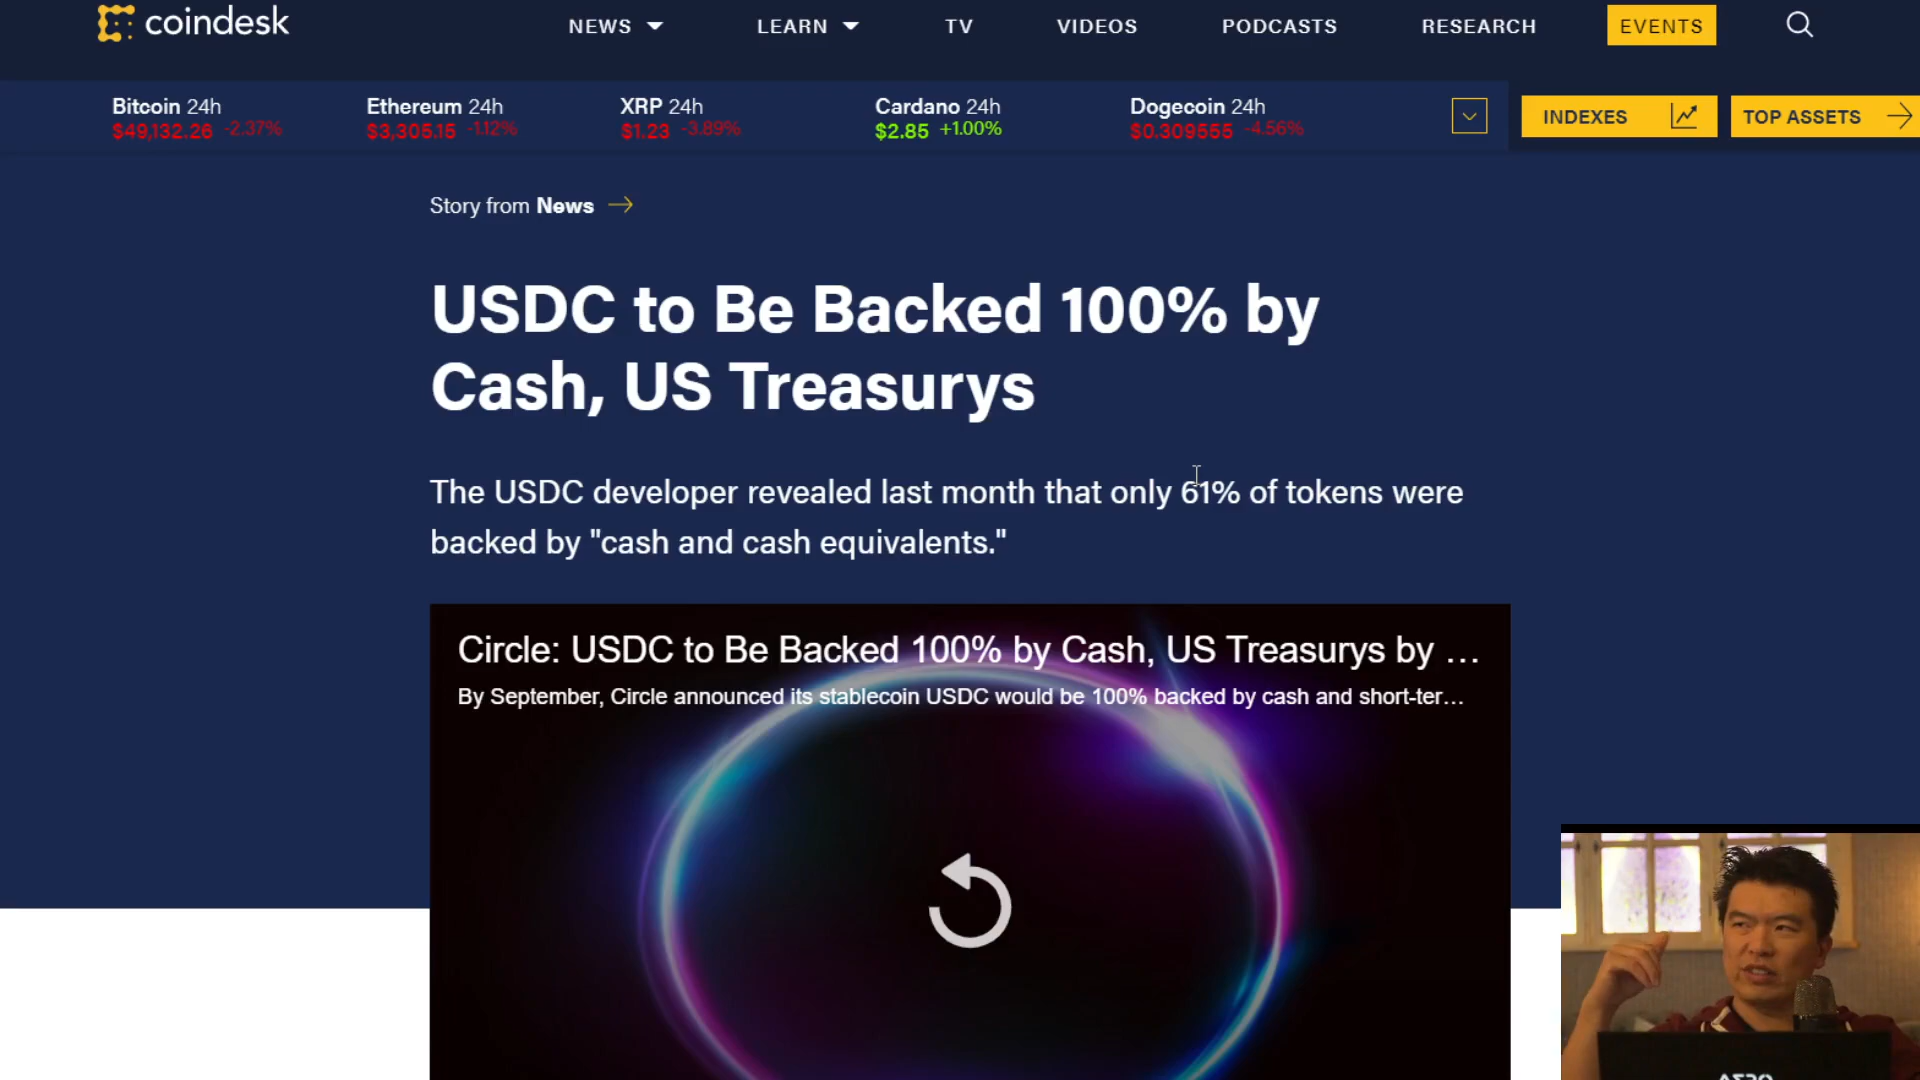 coindesk
NEWS LEARN TV VIDEOS PODCASTS RESEARCH EVENTS
Bitcoin 24h Ethereum 24h XRP 24h Cardano 24h Dogecoin 24h
$49,132.26 -2.37% $3,305.15 -1.12% $1.23 -3.89% $2.85 +1.00% $0.309555 -4.56%
INDEXES TOP ASSETS
Story from News
USDC to Be Backed 100% by
Cash, US Treasurys
The USDC developer revealed last month that only 61% of tokens were
backed by "cash and cash equivalents."
Circle: USDC to Be Backed 100% by Cash, US Treasurys by ...
By September, Circle announced its stablecoin USDC would be 100% backed by cash and short-ter...